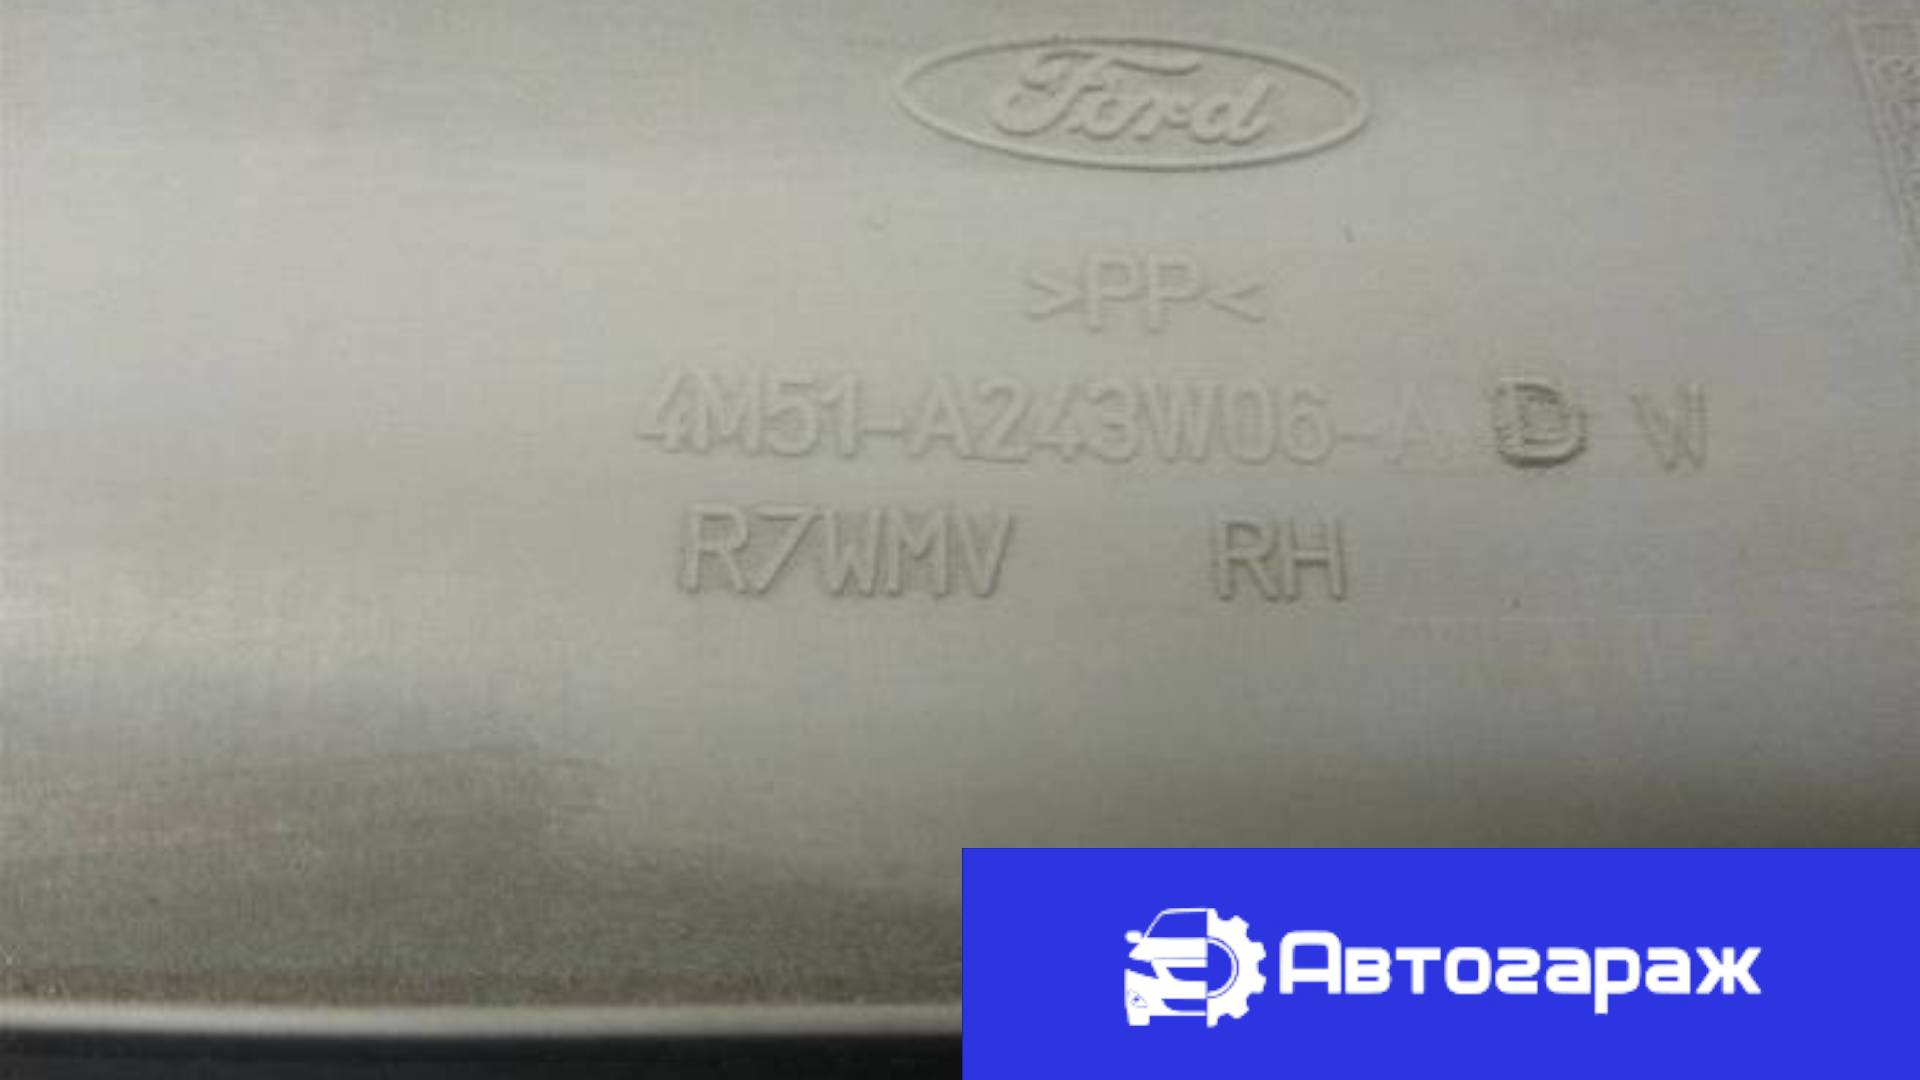 Ford
>PP<
4M51-A243W06-A D W
R7WMV RH
Автогараж